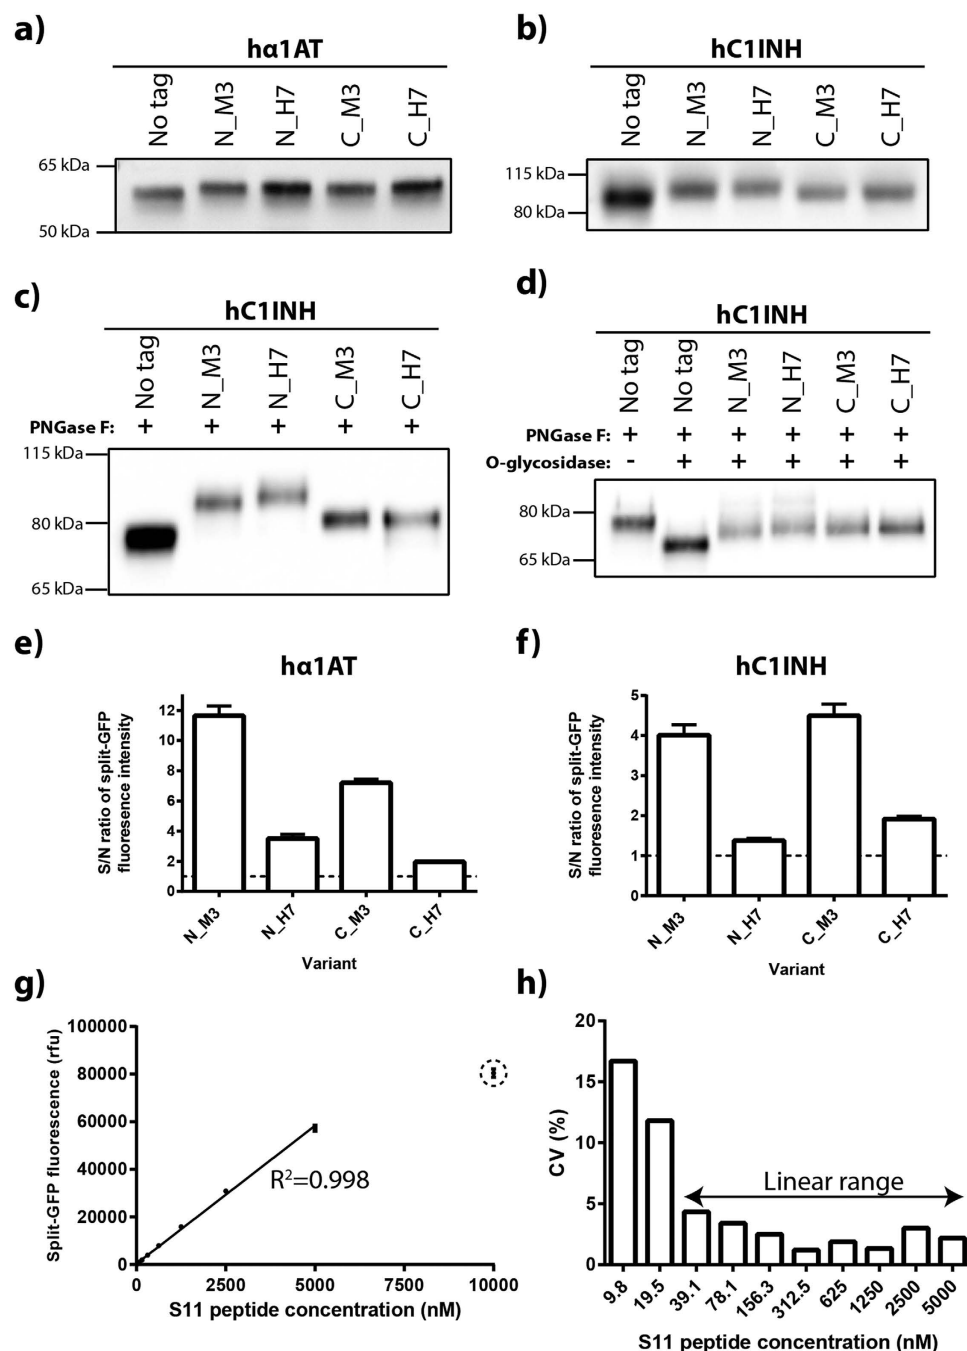 a)
hα1AT
No tag
N_M3
N_H7
C_M3
C_H7
65 kDa
50 kDa
b)
hC1INH
No tag
N_M3
N_H7
C_M3
C_H7
115 kDa
80 kDa
c)
hC1INH
No tag
N_M3
N_H7
C_M3
C_H7
PNGase F: + + + + +
115 kDa
80 kDa
65 kDa
d)
hC1INH
No tag
No tag
N_M3
N_H7
C_M3
C_H7
PNGase F: + + + + + +
O-glycosidase: - + + + + +
80 kDa
65 kDa
e)
hα1AT
S/N ratio of split-GFP
fluoresence intensity
12
10
8
6
4
2
0
N_M3
N_H7
C_M3
C_H7
Variant
f)
hC1INH
S/N ratio of split-GFP
fluoresence intensity
5
4
3
2
1
0
N_M3
N_H7
C_M3
C_H7
Variant
g)
Split-GFP fluorescence (rfu)
100000
80000
60000
40000
20000
0
R²=0.998
0 2500 5000 7500 10000
S11 peptide concentration (nM)
h)
CV (%)
20
15
10
5
0
Linear range
9.8
19.5
39.1
78.1
156.3
312.5
625
1250
2500
5000
S11 peptide concentration (nM)